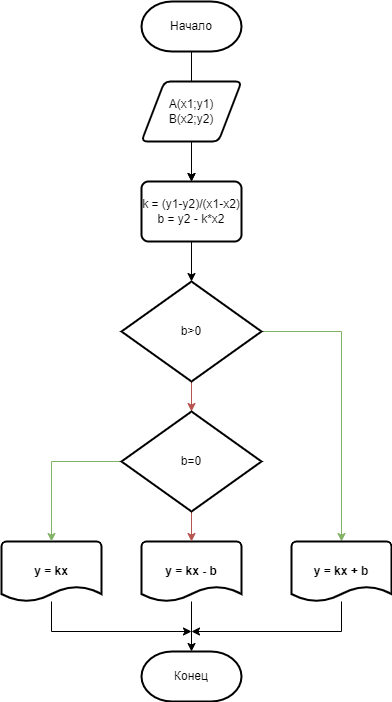 Начало
A(x1;y1)
B(x2;y2)
k = (y1-y2)/(x1-x2)
b = y2 - k*x2
b>0
b=0
y = kx
y = kx - b
y = kx + b
Конец